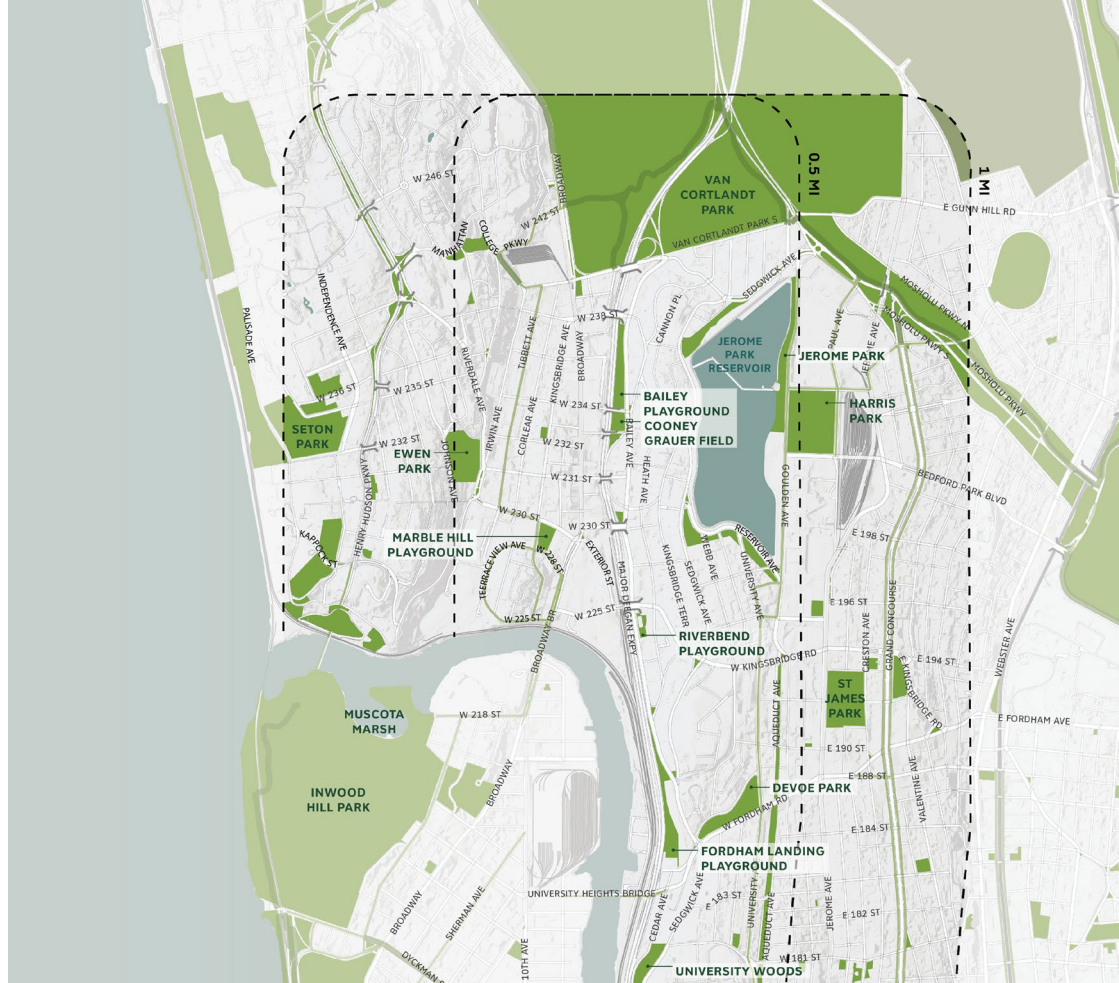 0.5 MI
1 MI
W 246 ST
BROADWAY
VAN
CORTLANDT
PARK
E GUNN HILL RD
W 242 ST
MANHATTAN
COLLEGE
PKWY
VAN CORTLANDT PARK S
SEDGWICK AVE
INDEPENDENCE AVE
MOSHOLU PKWY N
PALISADE AVE
CANNON PL
W 238 ST
TIBBETT AVE
KINGSBRIDGE AVE
BROADWAY
PAUL AVE
JEROME AVE
MOSHOLU PKWY S
JEROME
PARK
RESERVOIR
JEROME PARK
RIVERDALE AVE
MOSHOLU PKWY
W 236 ST
W 235 ST
BAILEY
PLAYGROUND
COONEY
GRAUER FIELD
HARRIS
PARK
W 234 ST
CORLEAR AVE
IRWIN AVE
BAILEY AVE
SETON
PARK
W 232 ST
W 232 ST
EWEN
PARK
JOHNSON AVE
HEATH AVE
W 231 ST
GOULDEN AVE
BEDFORD PARK BLVD
HENRY HUDSON PKWY
W 230 ST
W 230 ST
MARBLE HILL
PLAYGROUND
KAPPOCK ST
TEERRACE VIEW AVE
W 228 ST
EXTERIOR ST
RESERVOIR AVE
WEBB AVE
E 198 ST
KINGSBRIDGE TERR
SEDGWICK AVE
UNIVERSITY AVE
MAJOR DEEGAN EXPY
W 225 ST
W 225 ST
BROADWAY BR
E 196 ST
CRESTON AVE
GRAND CONCOURSE
WEBSTER AVE
RIVERBEND
PLAYGROUND
W KINGSBRIDGE RD
E 194 ST
E KINGSBRIDGE RD
ST
JAMES
PARK
MUSCOTA
MARSH
W 218 ST
AQUEDUCT AVE
E FORDHAM AVE
E 190 ST
BROADWAY
E 188 ST
VALENTINE AVE
INWOOD
HILL PARK
DEVOE PARK
W FORDHAM RD
E 184 ST
FORDHAM LANDING
PLAYGROUND
UNIVERSITY HEIGHTS BRIDGE
BROADWAY
SHERMAN AVE
CEDAR AVE
SEDGWICK AVE
E 183 ST
UNIVERSITY
AQUEDUCT AVE
JEROME AVE
E 182 ST
10TH AVE
DYCKMAN S
W 181 ST
UNIVERSITY WOODS